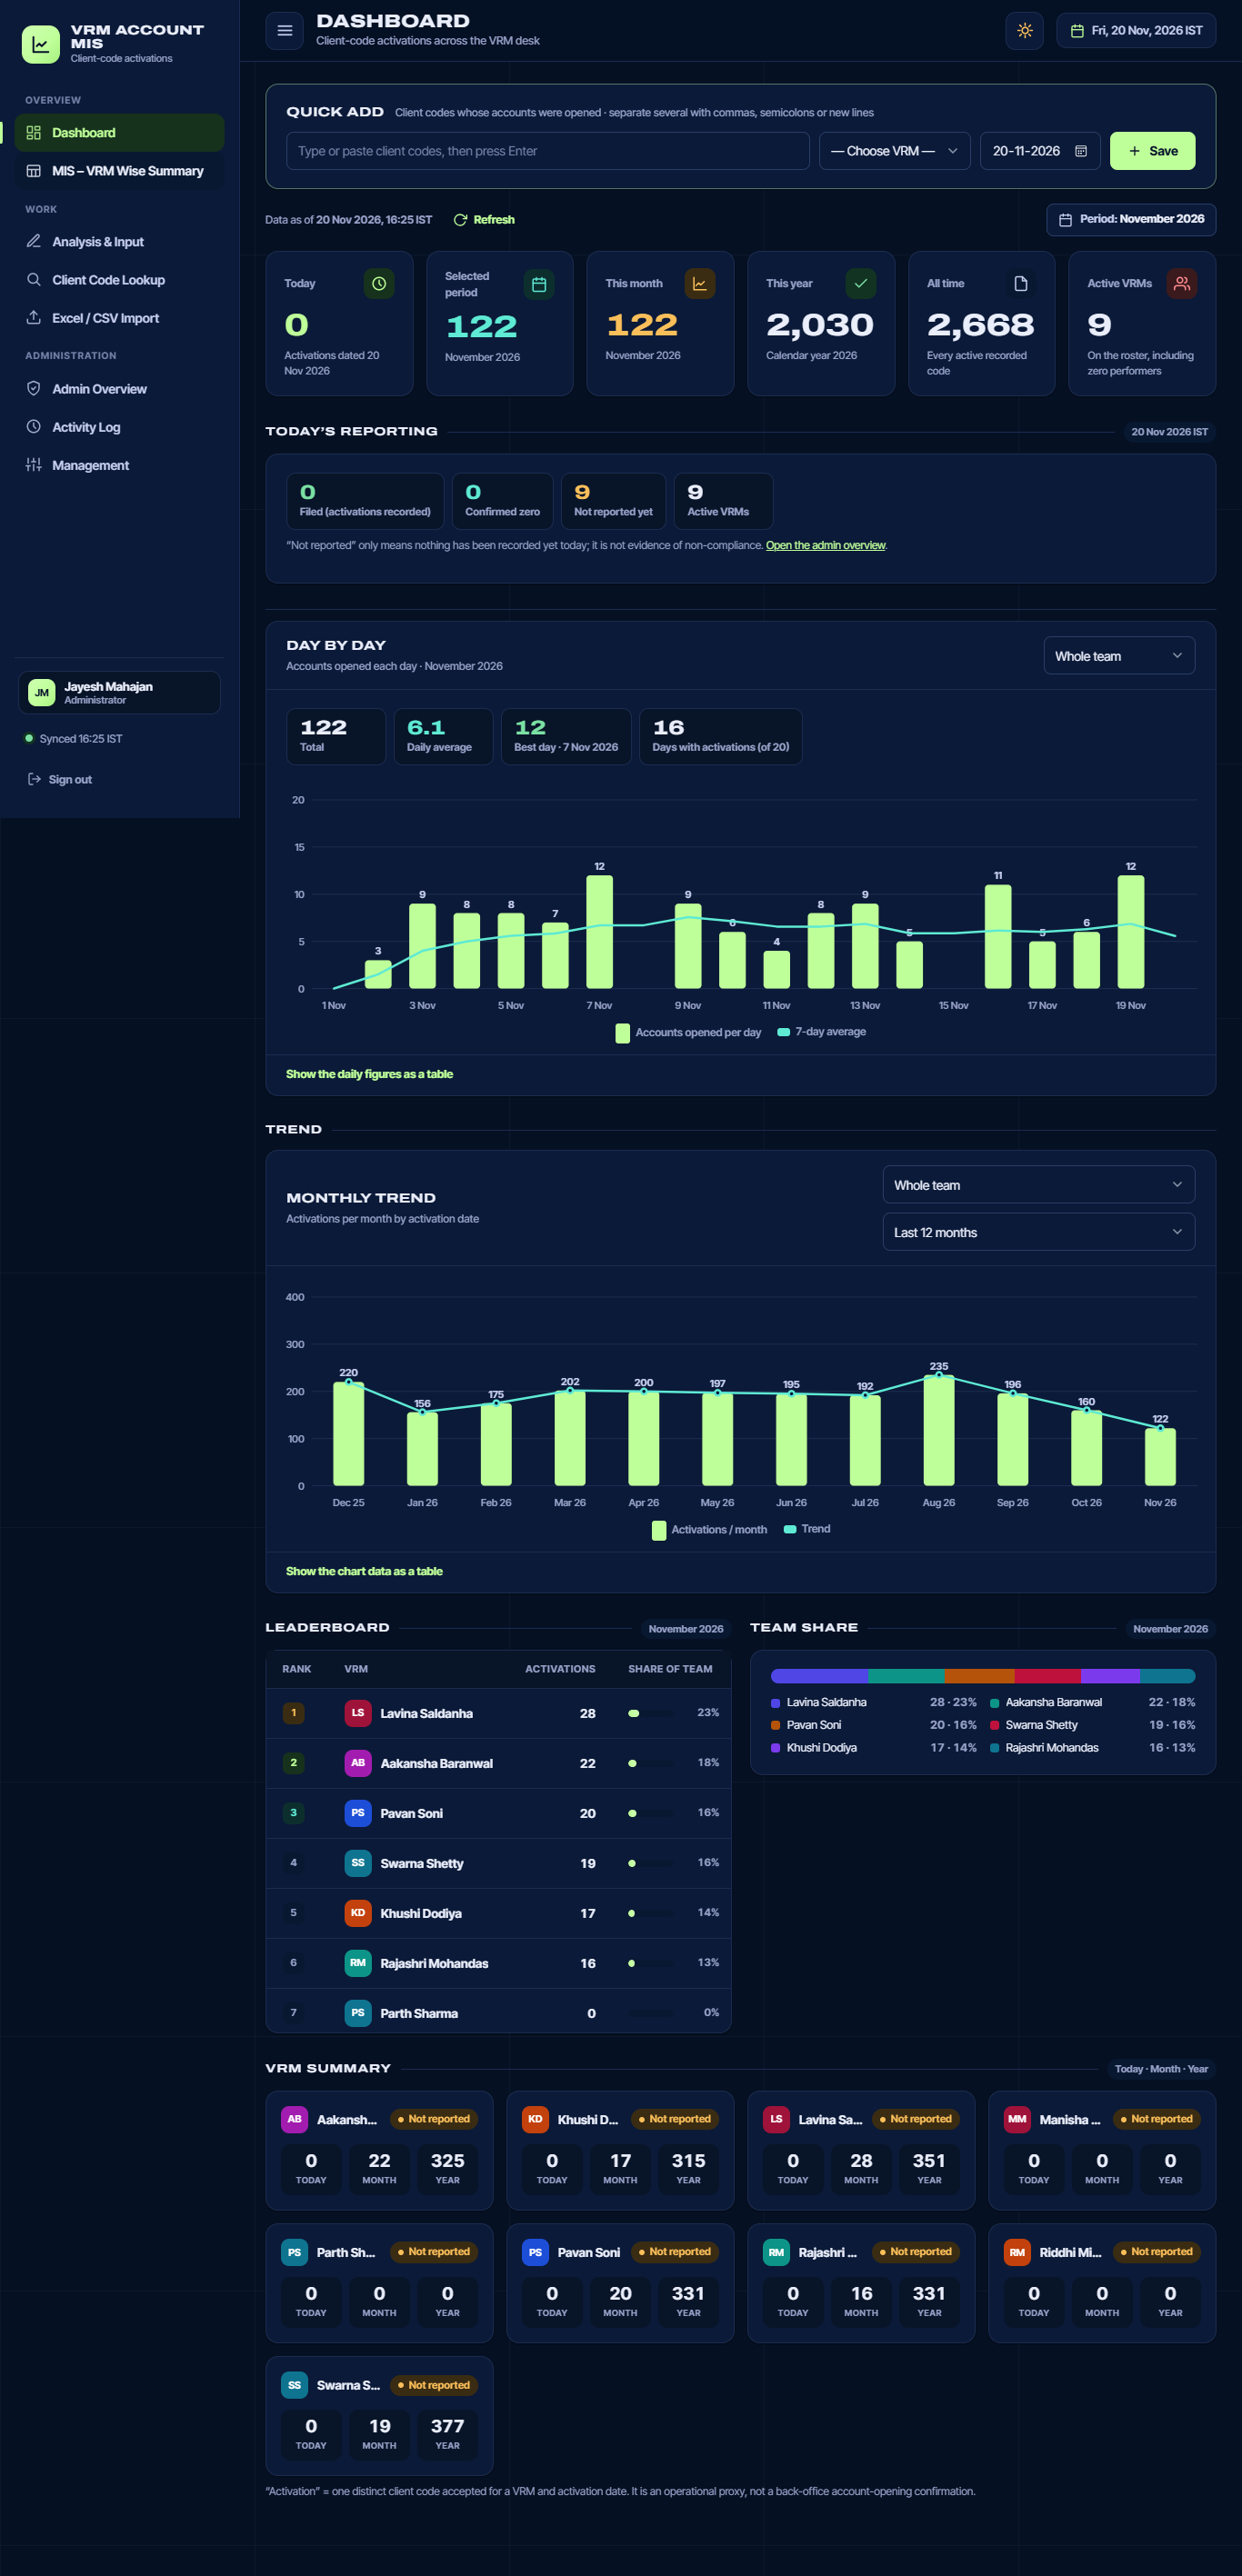 VRM ACCOUNT
MIS
Client-code activations
OVERVIEW
Dashboard
MIS – VRM Wise Summary
WORK
Analysis & Input
Client Code Lookup
Excel / CSV Import
ADMINISTRATION
Admin Overview
Activity Log
Management
JM
Jayesh Mahajan
Administrator
Synced 16:25 IST
Sign out
DASHBOARD
Client-code activations across the VRM desk
Fri, 20 Nov, 2026 IST
QUICK ADD Client codes whose accounts were opened · separate several with commas, semicolons or new lines
Type or paste client codes, then press Enter
— Choose VRM —
20-11-2026
+ Save
Data as of 20 Nov 2026, 16:25 IST Refresh
Period: November 2026
Today
0
Activations dated 20
Nov 2026
Selected
period
122
November 2026
This month
122
November 2026
This year
2,030
Calendar year 2026
All time
2,668
Every active recorded
code
Active VRMs
9
On the roster, including
zero performers
TODAY’S REPORTING
20 Nov 2026 IST
0
Filed (activations recorded)
0
Confirmed zero
9
Not reported yet
9
Active VRMs
“Not reported” only means nothing has been recorded yet today; it is not evidence of non-compliance. Open the admin overview.
DAY BY DAY
Accounts opened each day · November 2026
Whole team
122
Total
6.1
Daily average
12
Best day · 7 Nov 2026
16
Days with activations (of 20)
20
15
10
5
0
3 9 8 8 7 12 9 6 4 8 9 5 11 5 6 12
1 Nov 3 Nov 5 Nov 7 Nov 9 Nov 11 Nov 13 Nov 15 Nov 17 Nov 19 Nov
Accounts opened per day 7-day average
Show the daily figures as a table
TREND
MONTHLY TREND
Activations per month by activation date
Whole team
Last 12 months
400
300
200
100
0
220 156 175 202 200 197 195 192 235 196 160 122
Dec 25 Jan 26 Feb 26 Mar 26 Apr 26 May 26 Jun 26 Jul 26 Aug 26 Sep 26 Oct 26 Nov 26
Activations / month Trend
Show the chart data as a table
LEADERBOARD
November 2026
RANK VRM ACTIVATIONS SHARE OF TEAM
1 LS Lavina Saldanha 28 23%
2 AB Aakansha Baranwal 22 18%
3 PS Pavan Soni 20 16%
4 SS Swarna Shetty 19 16%
5 KD Khushi Dodiya 17 14%
6 RM Rajashri Mohandas 16 13%
7 PS Parth Sharma 0 0%
TEAM SHARE
November 2026
Lavina Saldanha 28 · 23% Aakansha Baranwal 22 · 18%
Pavan Soni 20 · 16% Swarna Shetty 19 · 16%
Khushi Dodiya 17 · 14% Rajashri Mohandas 16 · 13%
VRM SUMMARY
Today · Month · Year
AB Aakansh... Not reported
0 22 325
TODAY MONTH YEAR
KD Khushi D... Not reported
0 17 315
TODAY MONTH YEAR
LS Lavina Sa... Not reported
0 28 351
TODAY MONTH YEAR
MM Manisha ... Not reported
0 0 0
TODAY MONTH YEAR
PS Parth Sh... Not reported
0 0 0
TODAY MONTH YEAR
PS Pavan Soni Not reported
0 20 331
TODAY MONTH YEAR
RM Rajashri ... Not reported
0 16 331
TODAY MONTH YEAR
RM Riddhi Mi... Not reported
0 0 0
TODAY MONTH YEAR
SS Swarna S... Not reported
0 19 377
TODAY MONTH YEAR
“Activation” = one distinct client code accepted for a VRM and activation date. It is an operational proxy, not a back-office account-opening confirmation.